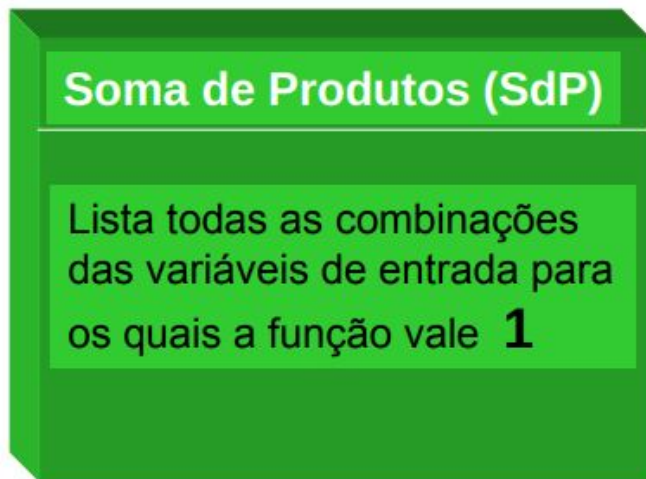 Soma de Produtos (SdP)
Lista todas as combinações
das variáveis de entrada para
os quais a função vale 1